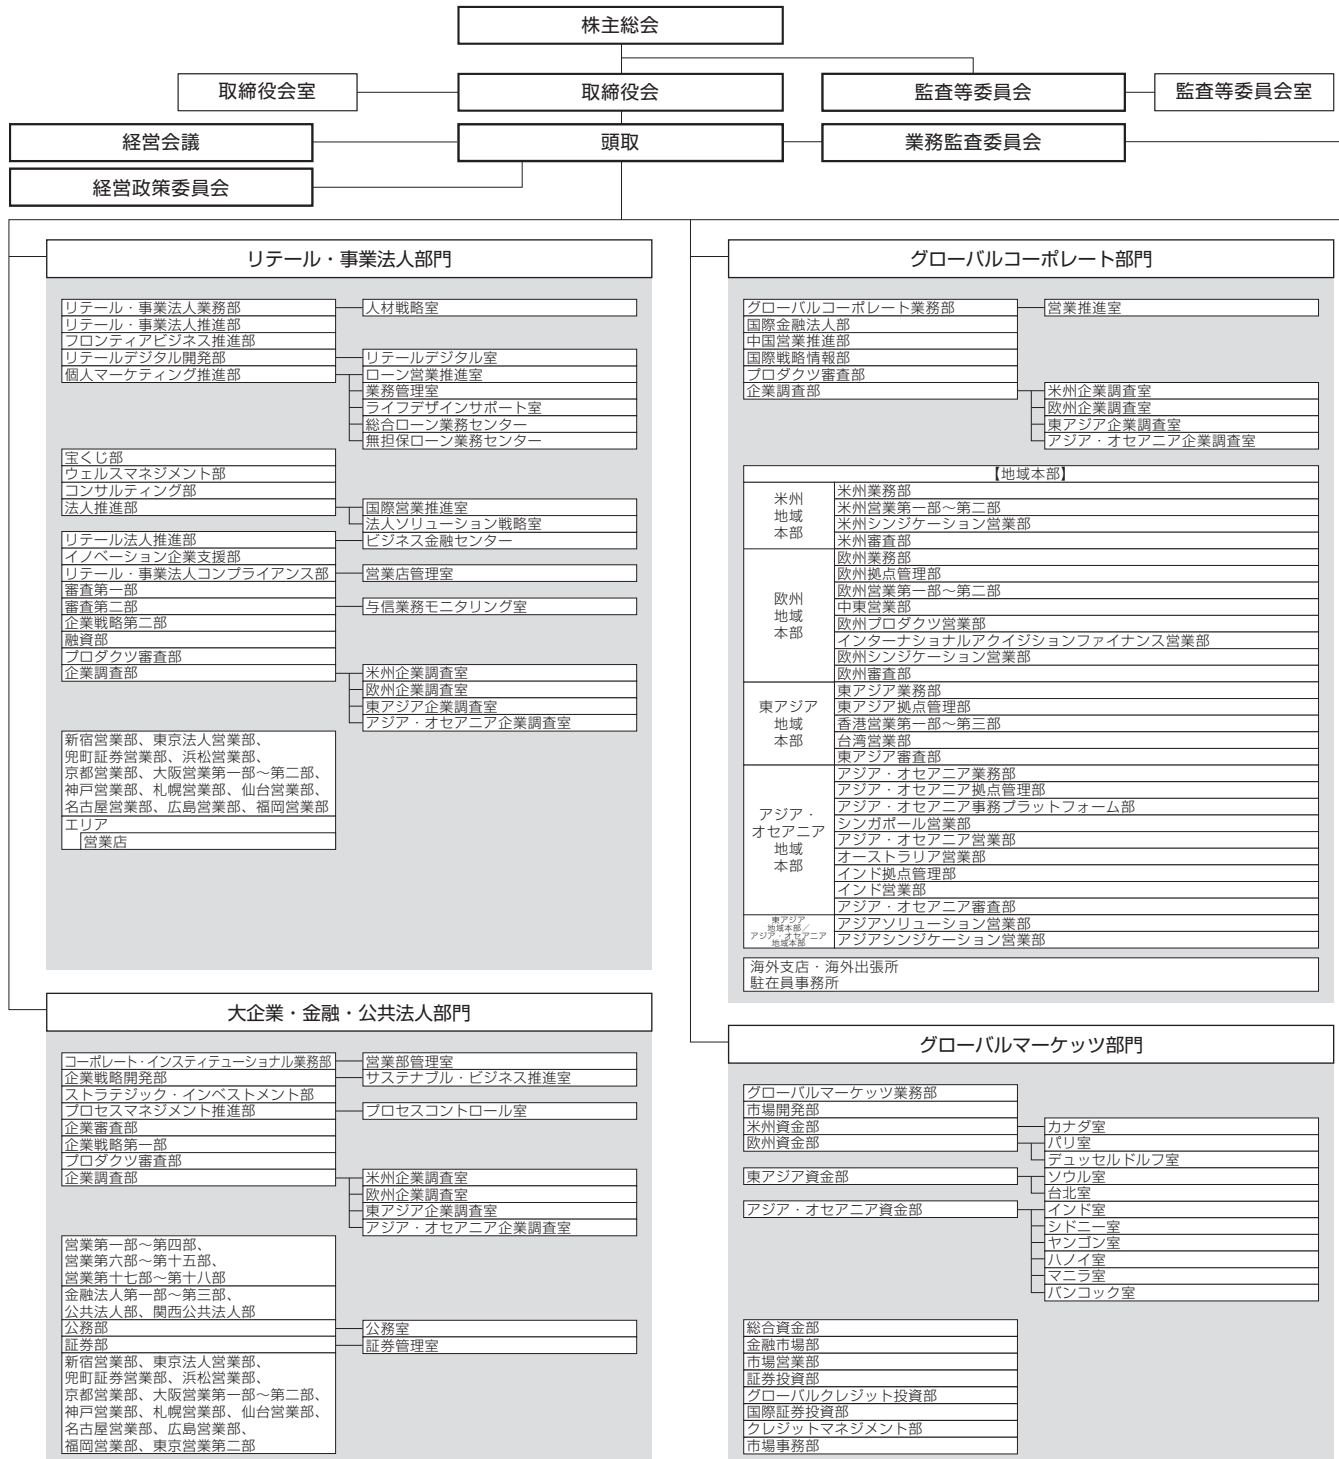 株主総会
取締役会室
取締役会
監査等委員会
監査等委員会室
経営会議
頭取
業務監査委員会
経営政策委員会
リテール・事業法人部門
リテール・事業法人業務部
人材戦略室
リテール・事業法人推進部
フロンティアビジネス推進部
リテールデジタル開発部
リテールデジタル室
個人マーケティング推進部
ローン営業推進室
業務管理室
ライフデザインサポート室
総合ローン業務センター
無担保ローン業務センター
宝くじ部
ウェルスマネジメント部
コンサルティング部
法人推進部
国際営業推進室
法人ソリューション戦略室
リテール法人推進部
ビジネス金融センター
イノベーション企業支援部
リテール・事業法人コンプライアンス部
営業店管理室
審査第一部
審査第二部
与信業務モニタリング室
企業戦略第二部
融資部
プロダクツ審査部
企業調査部
米州企業調査室
欧州企業調査室
東アジア企業調査室
アジア・オセアニア企業調査室
新宿営業部、東京法人営業部、
兜町証券営業部、浜松営業部、
京都営業部、大阪営業第一部～第二部、
神戸営業部、札幌営業部、仙台営業部、
名古屋営業部、広島営業部、福岡営業部
エリア
営業店
大企業・金融・公共法人部門
コーポレート・インスティテューショナル業務部
営業部管理室
企業戦略開発部
サステナブル・ビジネス推進室
ストラテジック・インベストメント部
プロセスマネジメント推進部
プロセスコントロール室
企業審査部
企業戦略第一部
プロダクツ審査部
企業調査部
米州企業調査室
欧州企業調査室
東アジア企業調査室
アジア・オセアニア企業調査室
営業第一部～第四部、
営業第六部～第十五部、
営業第十七部～第十八部
金融法人第一部～第三部、
公共法人部、関西公共法人部
公務部
公務室
証券部
証券管理室
新宿営業部、東京法人営業部、
兜町証券営業部、浜松営業部、
京都営業部、大阪営業第一部～第二部、
神戸営業部、札幌営業部、仙台営業部、
名古屋営業部、広島営業部、
福岡営業部、東京営業第二部
グローバルコーポレート部門
グローバルコーポレート業務部
営業推進室
国際金融法人部
中国営業推進部
国際戦略情報部
プロダクツ審査部
企業調査部
米州企業調査室
欧州企業調査室
東アジア企業調査室
アジア・オセアニア企業調査室
【地域本部】
米州
地域
本部
米州業務部
米州営業第一部～第二部
米州シンジケーション営業部
米州審査部
欧州
地域
本部
欧州業務部
欧州拠点管理部
欧州営業第一部～第二部
中東営業部
欧州プロダクツ営業部
インターナショナルアクイジションファイナンス営業部
欧州シンジケーション営業部
欧州審査部
東アジア
地域
本部
東アジア業務部
東アジア拠点管理部
香港営業第一部～第三部
台湾営業部
東アジア審査部
アジア・
オセアニア
地域
本部
アジア・オセアニア業務部
アジア・オセアニア拠点管理部
アジア・オセアニア事務プラットフォーム部
シンガポール営業部
アジア・オセアニア営業部
オーストラリア営業部
インド拠点管理部
インド営業部
アジア・オセアニア審査部
東アジア
地域本部／
アジア・オセアニア
地域本部
アジアソリューション営業部
アジアシンジケーション営業部
海外支店・海外出張所
駐在員事務所
グローバルマーケッツ部門
グローバルマーケッツ業務部
市場開発部
米州資金部
カナダ室
欧州資金部
パリ室
デュッセルドルフ室
東アジア資金部
ソウル室
台北室
アジア・オセアニア資金部
インド室
シドニー室
ヤンゴン室
ハノイ室
マニラ室
バンコック室
総合資金部
金融市場部
市場営業部
証券投資部
グローバルクレジット投資部
国際証券投資部
クレジットマネジメント部
市場事務部